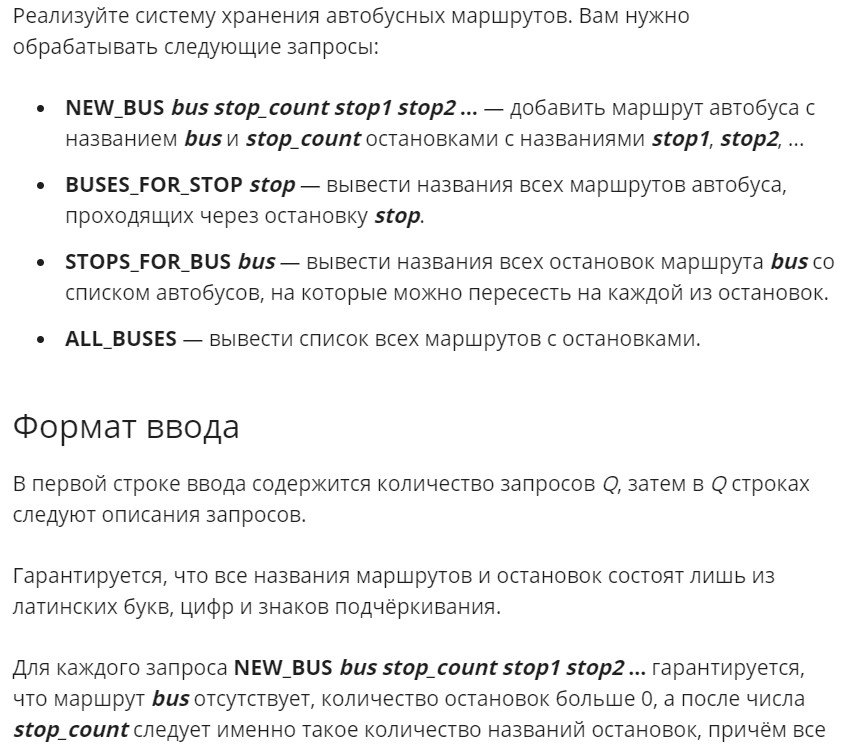 Реализуйте систему хранения автобусных маршрутов. Вам нужно
обрабатывать следующие запросы:
• NEW_BUS bus stop_count stop1 stop2 ... — добавить маршрут автобуса с
названием bus и stop_count остановками с названиями stop1, stop2, ...
• BUSES_FOR_STOP stop — вывести названия всех маршрутов автобуса,
проходящих через остановку stop.
• STOPS_FOR_BUS bus — вывести названия всех остановок маршрута bus со
списком автобусов, на которые можно пересесть на каждой из остановок.
• ALL_BUSES — вывести список всех маршрутов с остановками.
Формат ввода
В первой строке ввода содержится количество запросов Q, затем в Q строках
следуют описания запросов.
Гарантируется, что все названия маршрутов и остановок состоят лишь из
латинских букв, цифр и знаков подчёркивания.
Для каждого запроса NEW_BUS bus stop_count stop1 stop2 ... гарантируется,
что маршрут bus отсутствует, количество остановок больше 0, а после числа
stop_count следует именно такое количество названий остановок, причём все